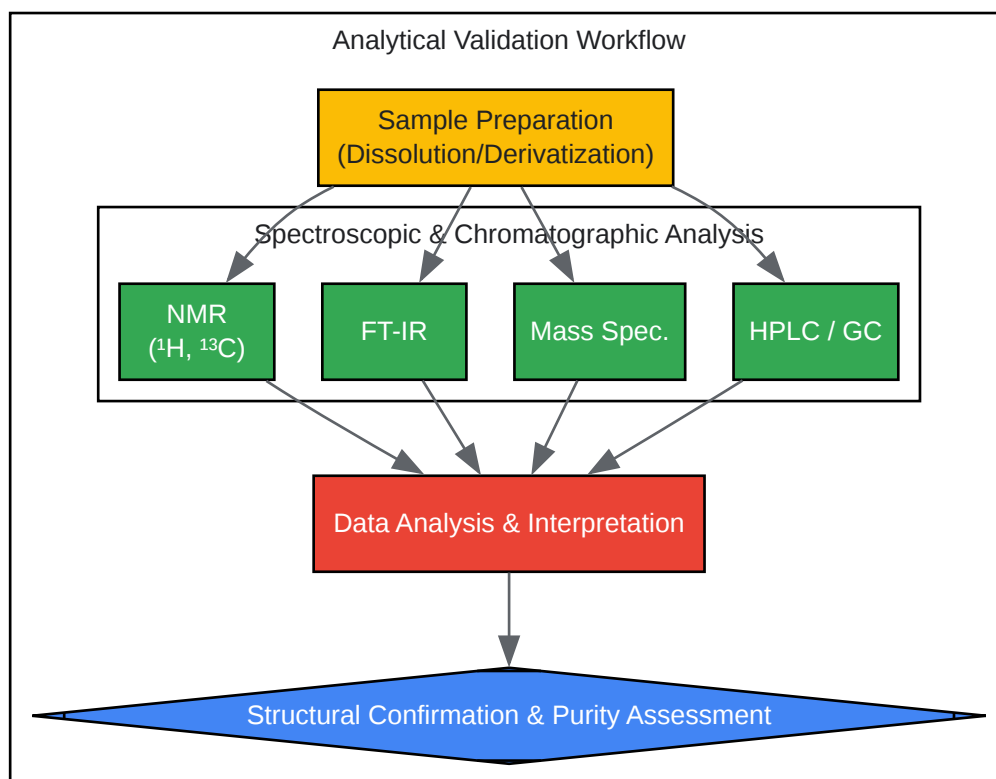 Analytical Validation Workflow
Sample Preparation
(Dissolution/Derivatization)
Spectroscopic & Chromatographic Analysis
NMR
(¹H, ¹³C)
FT-IR
Mass Spec.
HPLC / GC
Data Analysis & Interpretation
Structural Confirmation & Purity Assessment